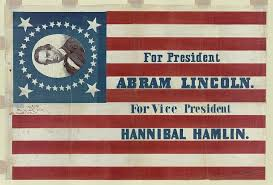 For President
ABRAM LINCOLN.
For Vice President
HANNIBAL HAMLIN.